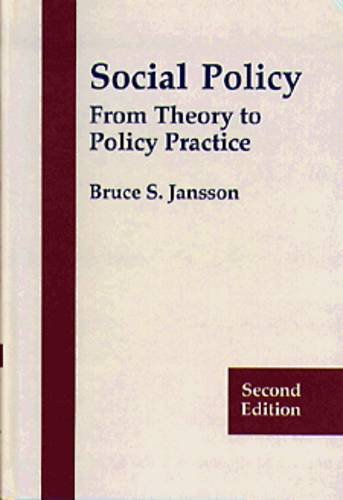 Social Policy
From Theory to
Policy Practice
Bruce S. Jansson
Second
Edition